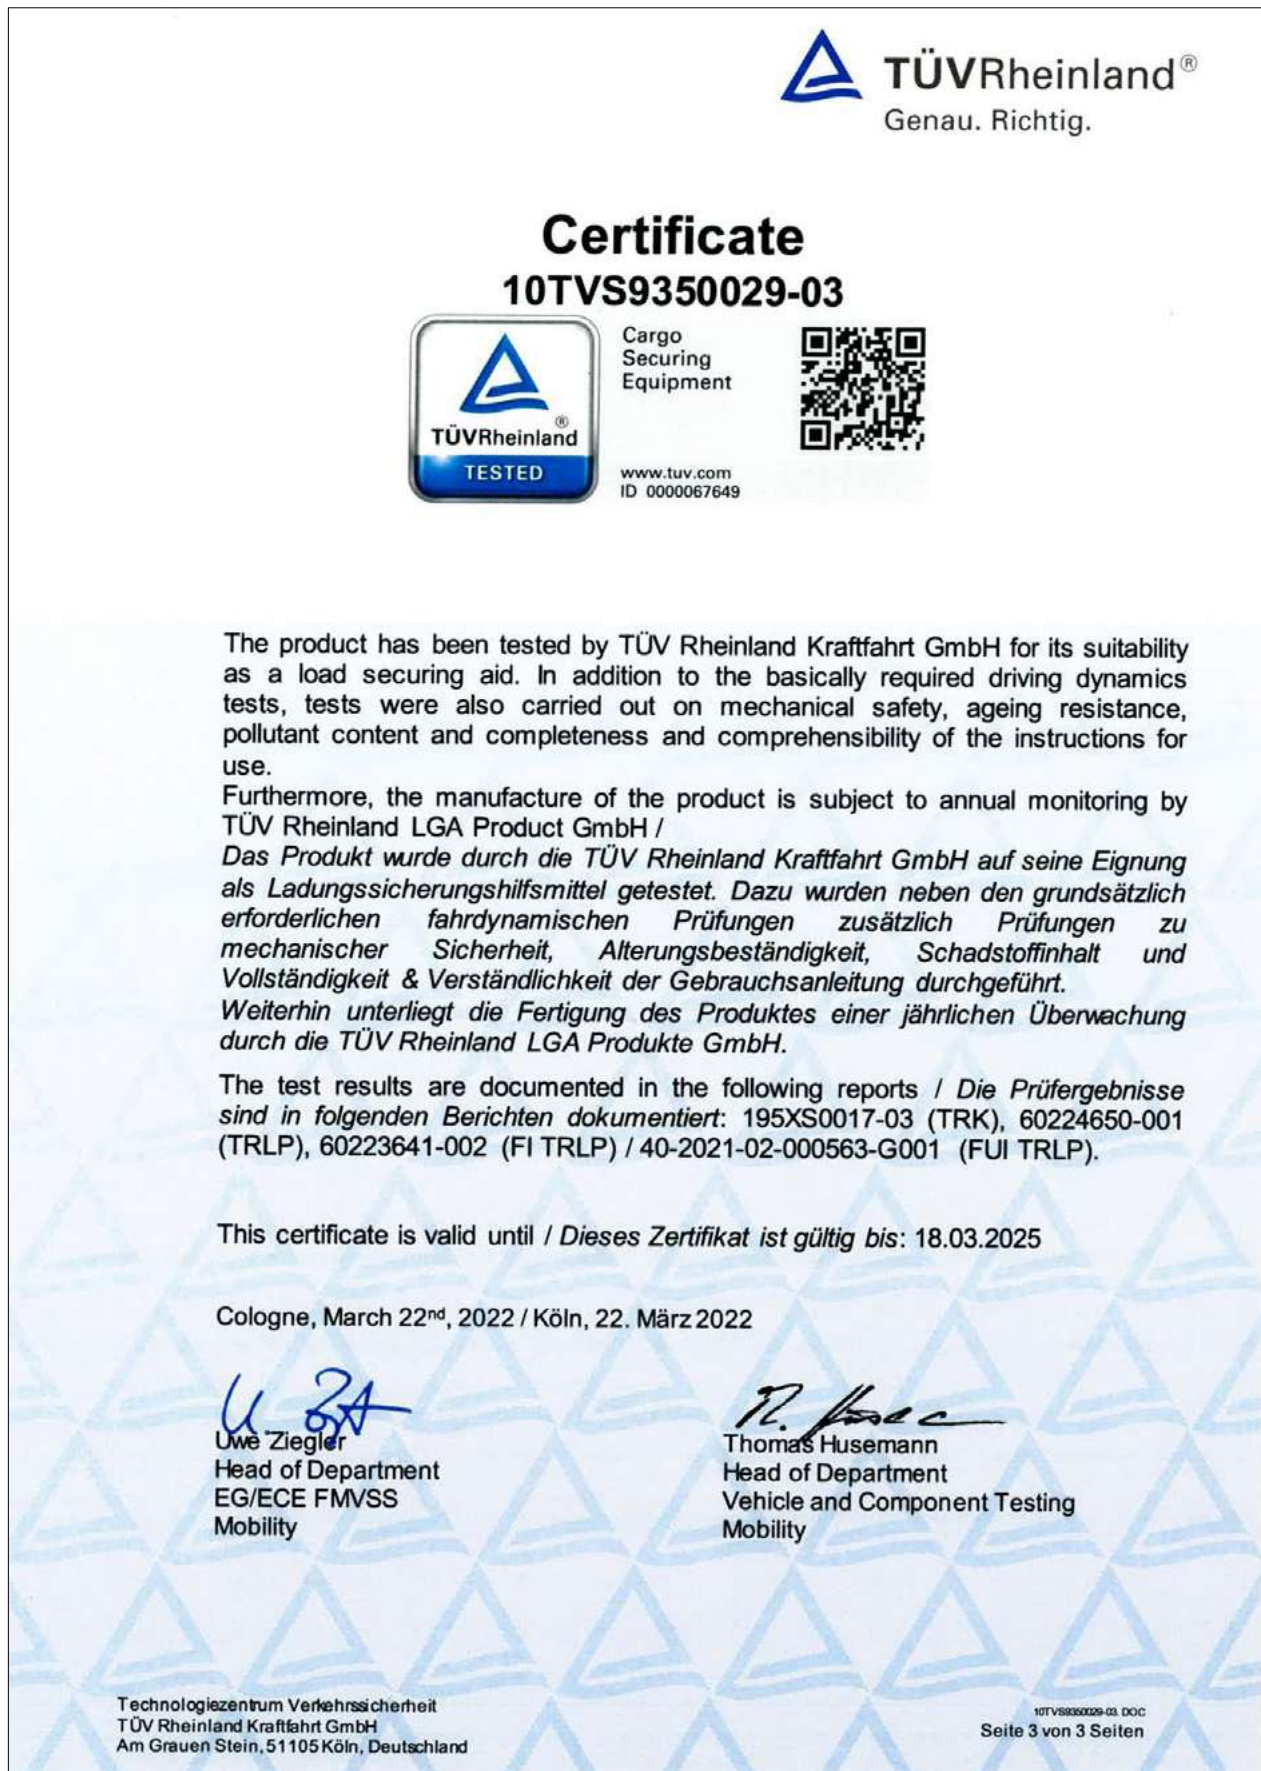 TÜVRheinland®
Genau. Richtig.
Certificate
10TVS9350029-03
TÜVRheinland®
TESTED
Cargo
Securing
Equipment
www.tuv.com
ID 0000067649
The product has been tested by TÜV Rheinland Kraftfahrt GmbH for its suitability
as a load securing aid. In addition to the basically required driving dynamics
tests, tests were also carried out on mechanical safety, ageing resistance,
pollutant content and completeness and comprehensibility of the instructions for
use.
Furthermore, the manufacture of the product is subject to annual monitoring by
TÜV Rheinland LGA Product GmbH /
Das Produkt wurde durch die TÜV Rheinland Kraftfahrt GmbH auf seine Eignung
als Ladungssicherungshilfsmittel getestet. Dazu wurden neben den grundsätzlich
erforderlichen fahrdynamischen Prüfungen zusätzlich Prüfungen zu
mechanischer Sicherheit, Alterungsbeständigkeit, Schadstoffinhalt und
Vollständigkeit & Verständlichkeit der Gebrauchsanleitung durchgeführt.
Weiterhin unterliegt die Fertigung des Produktes einer jährlichen Überwachung
durch die TÜV Rheinland LGA Produkte GmbH.
The test results are documented in the following reports / Die Prüfergebnisse
sind in folgenden Berichten dokumentiert: 195XS0017-03 (TRK), 60224650-001
(TRLP), 60223641-002 (FI TRLP) / 40-2021-02-000563-G001 (FUI TRLP).
This certificate is valid until / Dieses Zertifikat ist gültig bis: 18.03.2025
Cologne, March 22nd, 2022 / Köln, 22. März 2022
Uwe Ziegler
Head of Department
EG/ECE FMVSS
Mobility
Thomas Husemann
Head of Department
Vehicle and Component Testing
Mobility
Technologiezentrum Verkehrssicherheit
TÜV Rheinland Kraftfahrt GmbH
Am Grauen Stein, 51105 Köln, Deutschland
10TVS9350029-03. DOC
Seite 3 von 3 Seiten